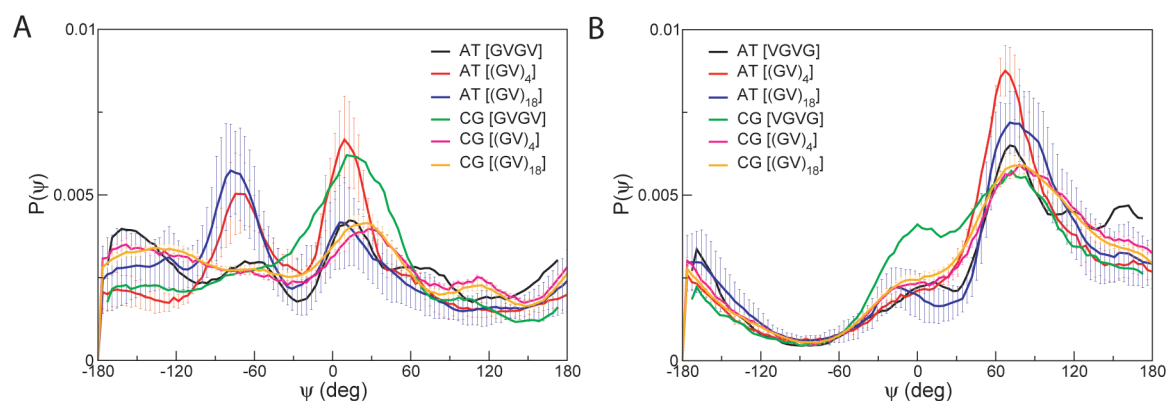 A
0.01
AT [GVGV]
AT [(GV)4]
AT [(GV)18]
CG [GVGV]
CG [(GV)4]
CG [(GV)18]
P(ψ)
0.005
0
-180 -120 -60 0 60 120 180
ψ (deg)
B
0.01
AT [VGVG]
AT [(GV)4]
AT [(GV)18]
CG [VGVG]
CG [(GV)4]
CG [(GV)18]
P(ψ)
0.005
0
-180 -120 -60 0 60 120 180
ψ (deg)